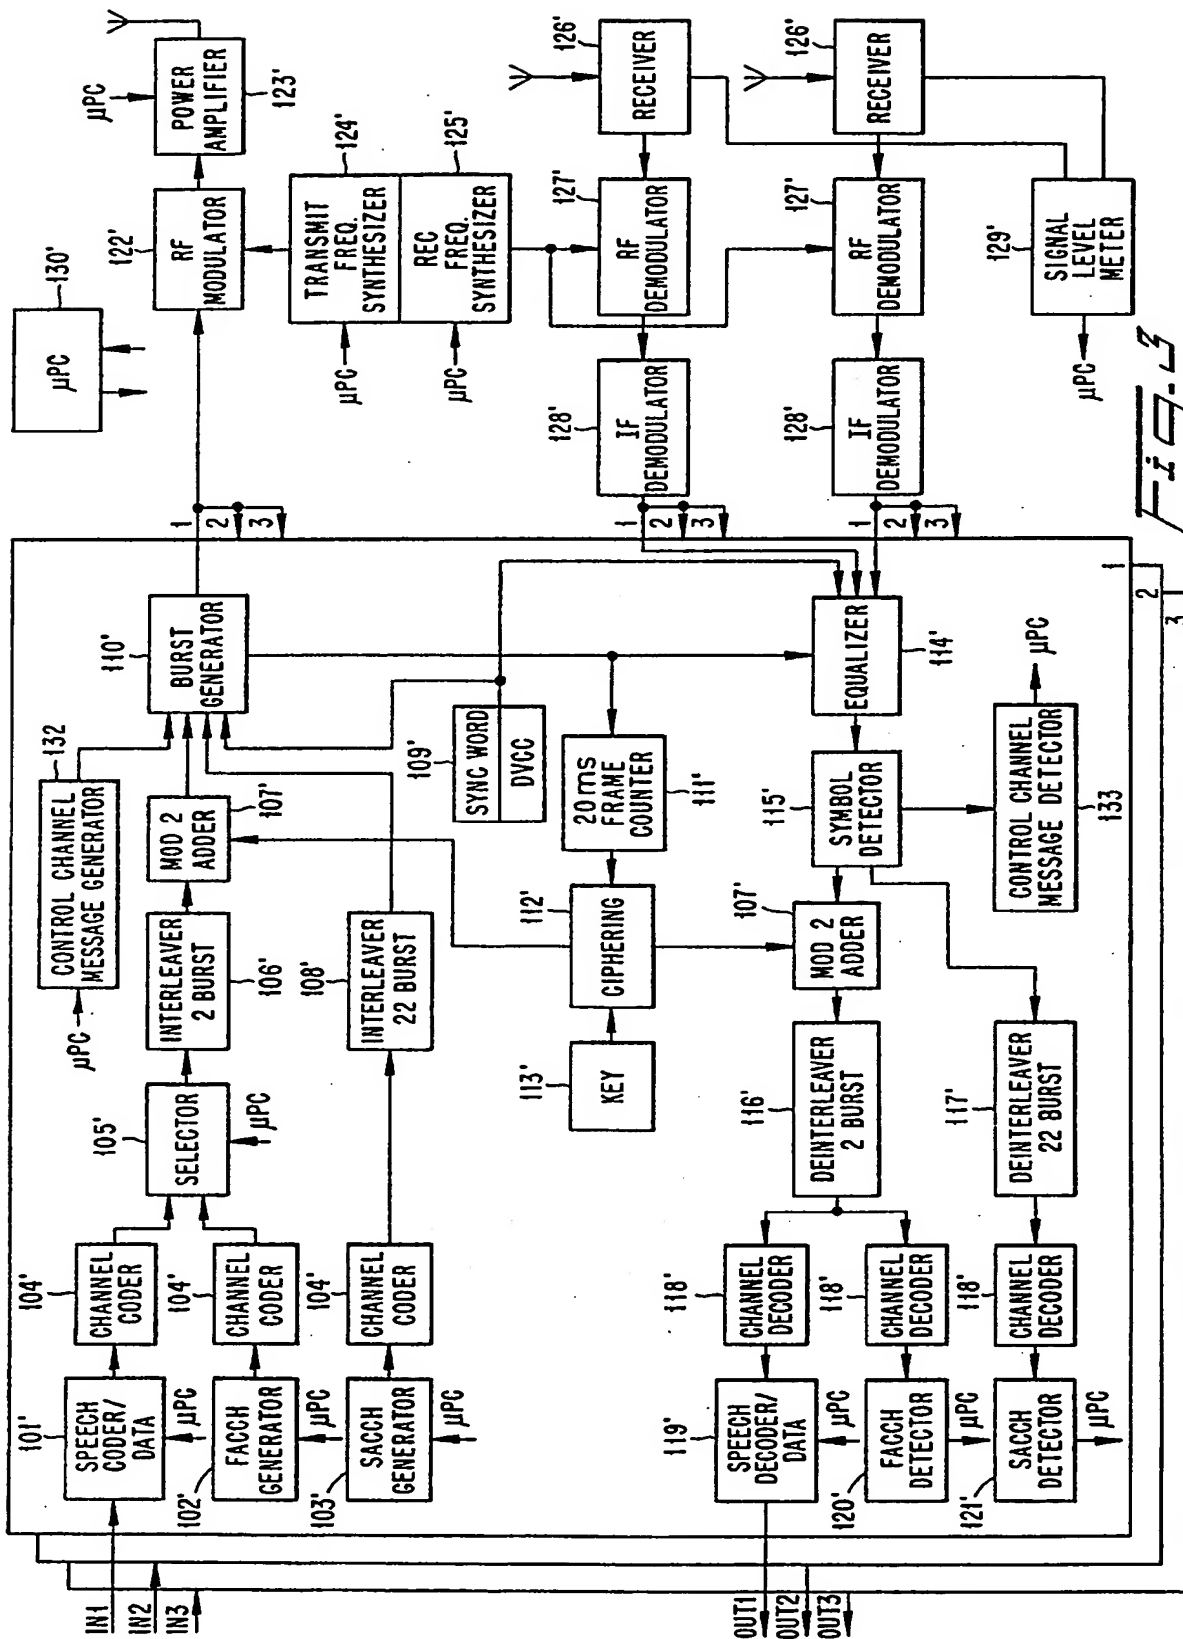 IN1
IN2
IN3
101'
SPEECH
CODER/
DATA
µPC
102'
FACCH
GENERATOR
µPC
103'
SACCH
GENERATOR
µPC
104'
CHANNEL
CODER
104'
CHANNEL
CODER
104'
CHANNEL
CODER
105'
SELECTOR
µPC
µPC
CONTROL CHANNEL
MESSAGE GENERATOR
132
INTERLEAVER
2 BURST
106'
MOD 2
ADDER
107'
108'
INTERLEAVER
22 BURST
110'
BURST
GENERATOR
109'
SYNC WORD
DVCC
20ms
FRAME
COUNTER
111'
112'
CIPHERING
113'
KEY
1
2
3
130'
µPC
122'
RF
MODULATOR
µPC
POWER
AMPLIFIER
123'
124'
TRANSMIT
FREQ.
SYNTHESIZER
125'
REC
FREQ.
SYNTHESIZER
µPC
µPC
126'
RECEIVER
127'
RF
DEMODULATOR
128'
IF
DEMODULATOR
1
2
3
126'
RECEIVER
127'
RF
DEMODULATOR
128'
IF
DEMODULATOR
1
2
3
129'
SIGNAL
LEVEL
METER
µPC
EQUALIZER
114'
115'
SYMBOL
DETECTOR
CONTROL CHANNEL
MESSAGE DETECTOR
133
µPC
107'
MOD 2
ADDER
116'
DEINTERLEAVER
2 BURST
117'
DEINTERLEAVER
22 BURST
118'
CHANNEL
DECODER
118'
CHANNEL
DECODER
118'
CHANNEL
DECODER
119'
SPEECH
DECODER/
DATA
µPC
120'
FACCH
DETECTOR
µPC
121'
SACCH
DETECTOR
µPC
OUT1
OUT2
OUT3
1
2
3
Fig. 3